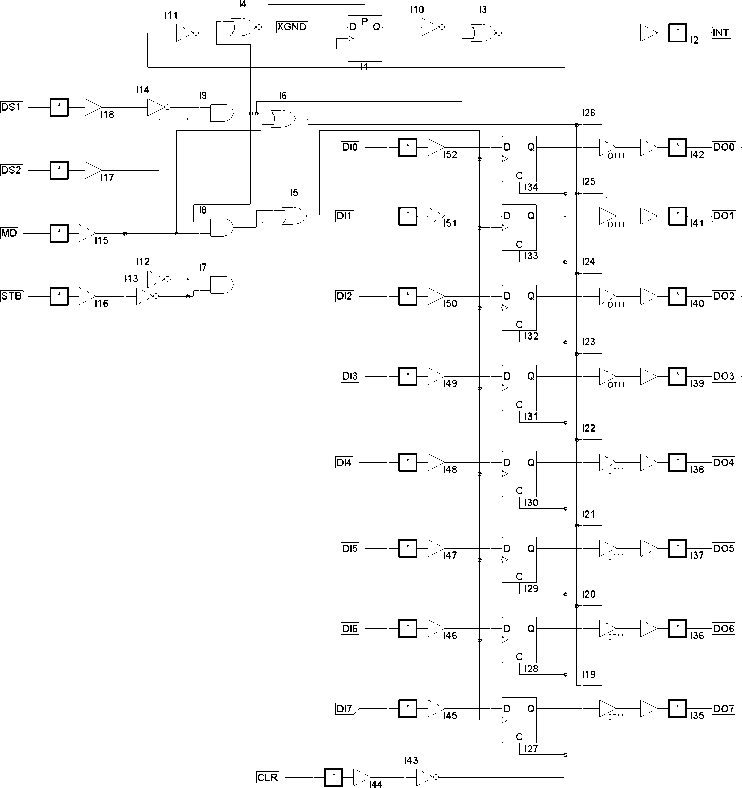 I11 I4 XGND D P Q I10 I3 I2 INT
I1
DS1 I18 I14 I9 I6 I26
DI0 I52 D Q C I34 I42 DO0
DS2 I17 I25
DI1 I51 D Q C I33 I41 DO1
MD I15 I8 I5
I24
STB I16 I13 I12 I7
DI2 I50 D Q C I32 I40 DO2
I23
DI3 I49 D Q C I31 I39 DO3
I22
DI4 I48 D Q C I30 I38 DO4
I21
DI5 I47 D Q C I29 I37 DO5
I20
DI6 I46 D Q C I28 I36 DO6
I19
DI7 I45 D Q C I27 I35 DO7
CLR I44 I43